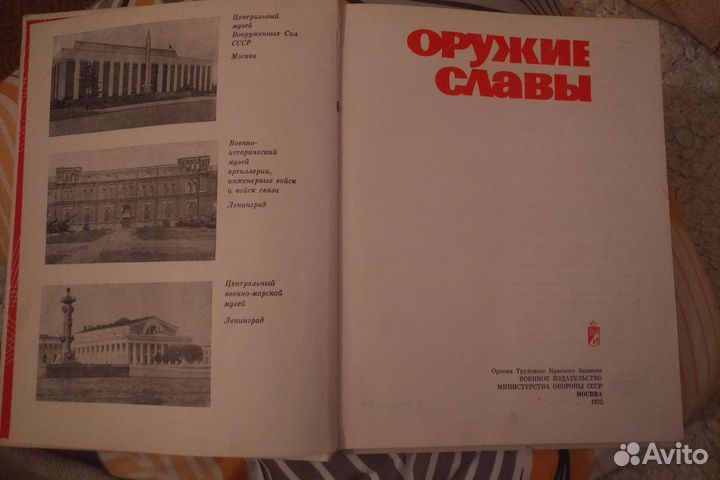 Центральный
музей
Вооруженных Сил
СССР
Москва
Военно-
исторический
музей
артиллерии,
инженерных войск
и войск связи
Ленинград
Центральный
военно-морской
музей
Ленинград
ОРУЖИЕ
СЛАВЫ
Ордена Трудового Красного Знамени
ВОЕННОЕ ИЗДАТЕЛЬСТВО
МИНИСТЕРСТВА ОБОРОНЫ СССР
МОСКВА
1975
Avito